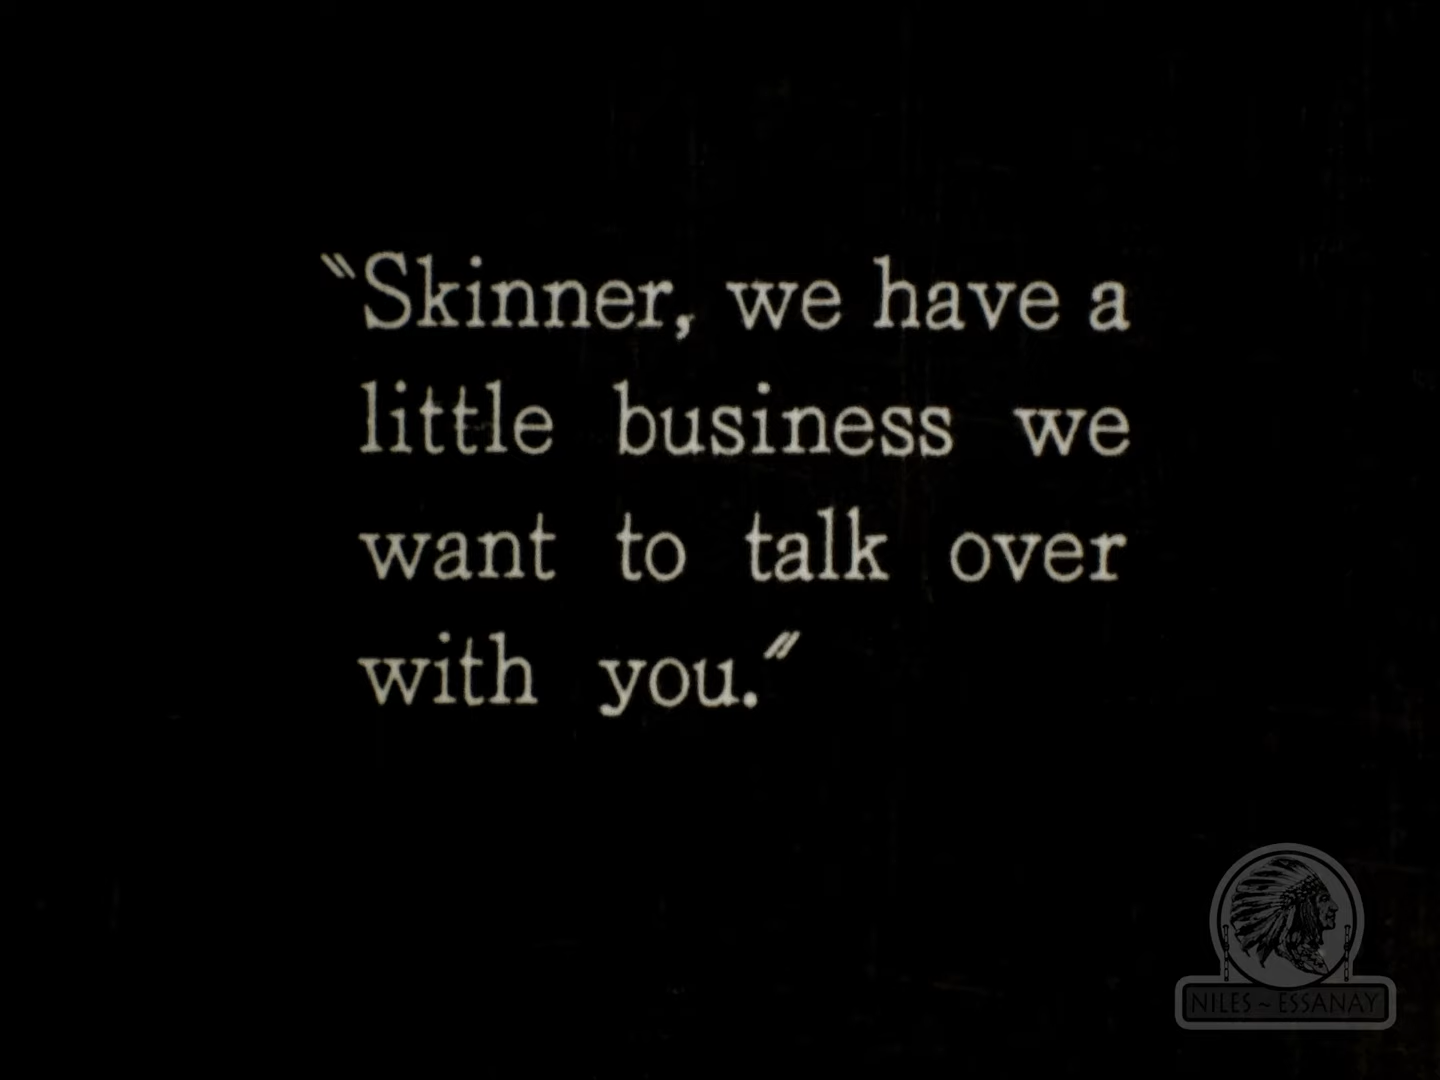 "Skinner, we have a
little business we
want to talk over
with you."
NILES ~ ESSANAY